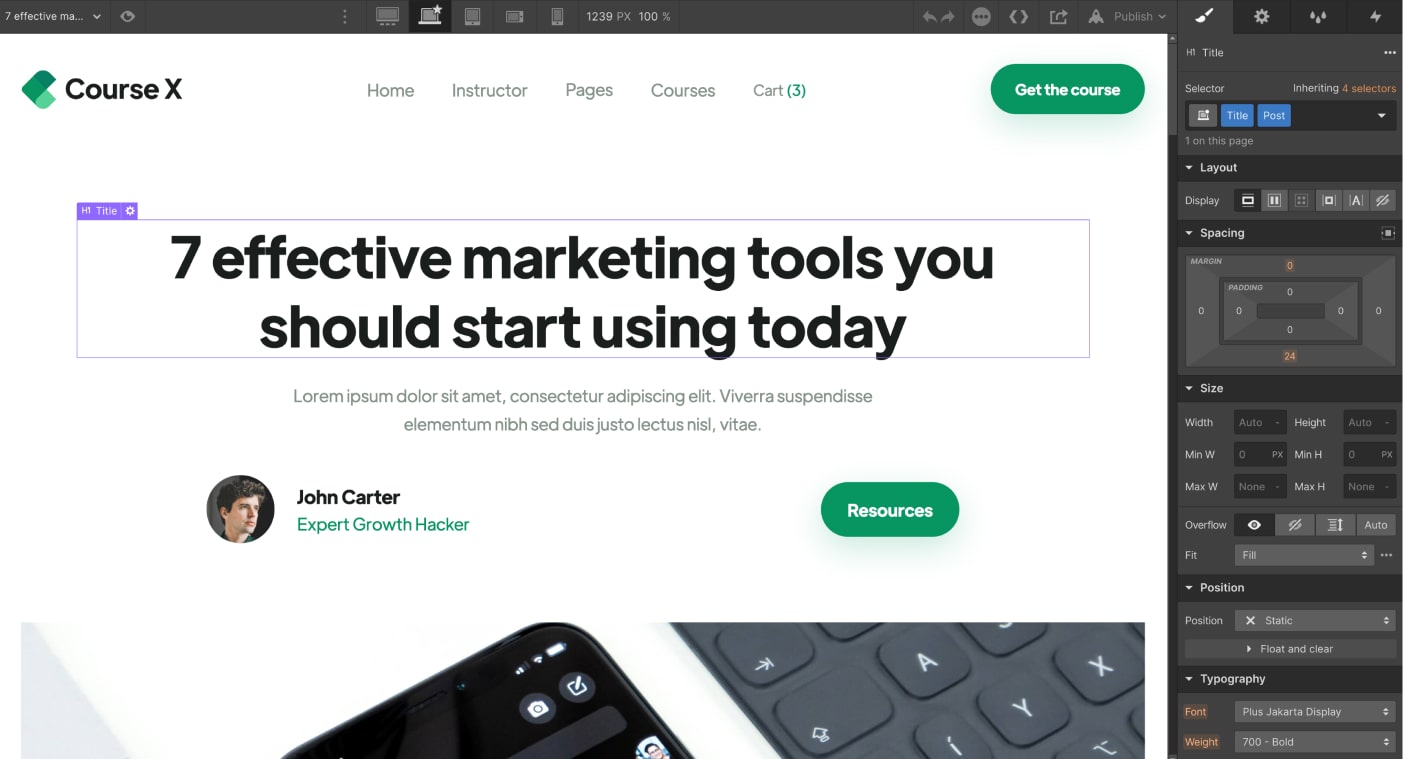 7 effective ma...
1239 PX 100 %
Publish
Course X
Home
Instructor
Pages
Courses
Cart (3)
Get the course
H1 Title
7 effective marketing tools you
should start using today
Lorem ipsum dolor sit amet, consectetur adipiscing elit. Viverra suspendisse
elementum nibh sed duis justo lectus nisl, vitae.
John Carter
Expert Growth Hacker
Resources
A
X
Y
H1 Title
Selector
Inheriting 4 selectors
Title
Post
1 on this page
Layout
Display
Spacing
MARGIN
0
PADDING
0
0
0
0
0
0
24
Size
Width Auto -
Height Auto -
Min W 0 PX
Min H 0 PX
Max W None -
Max H None -
Overflow
Auto
Fit
Fill
Position
Position
Static
Float and clear
Typography
Font
Plus Jakarta Display
Weight
700 - Bold